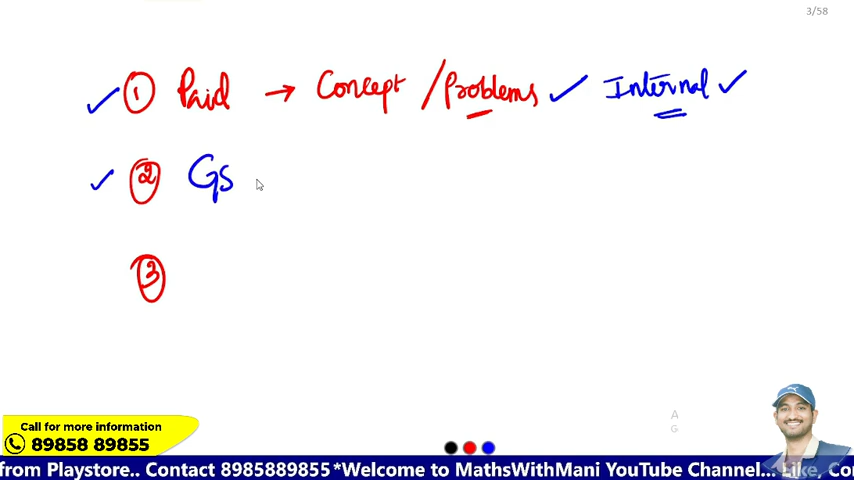 3/58
① Paid → Concept /Problems ✓ Internal ✓
② Gs
③
A
G
Call for more information
89858 89855
from Playstore.. Contact 8985889855*Welcome to MathsWithMani YouTube Channel... Like, Co